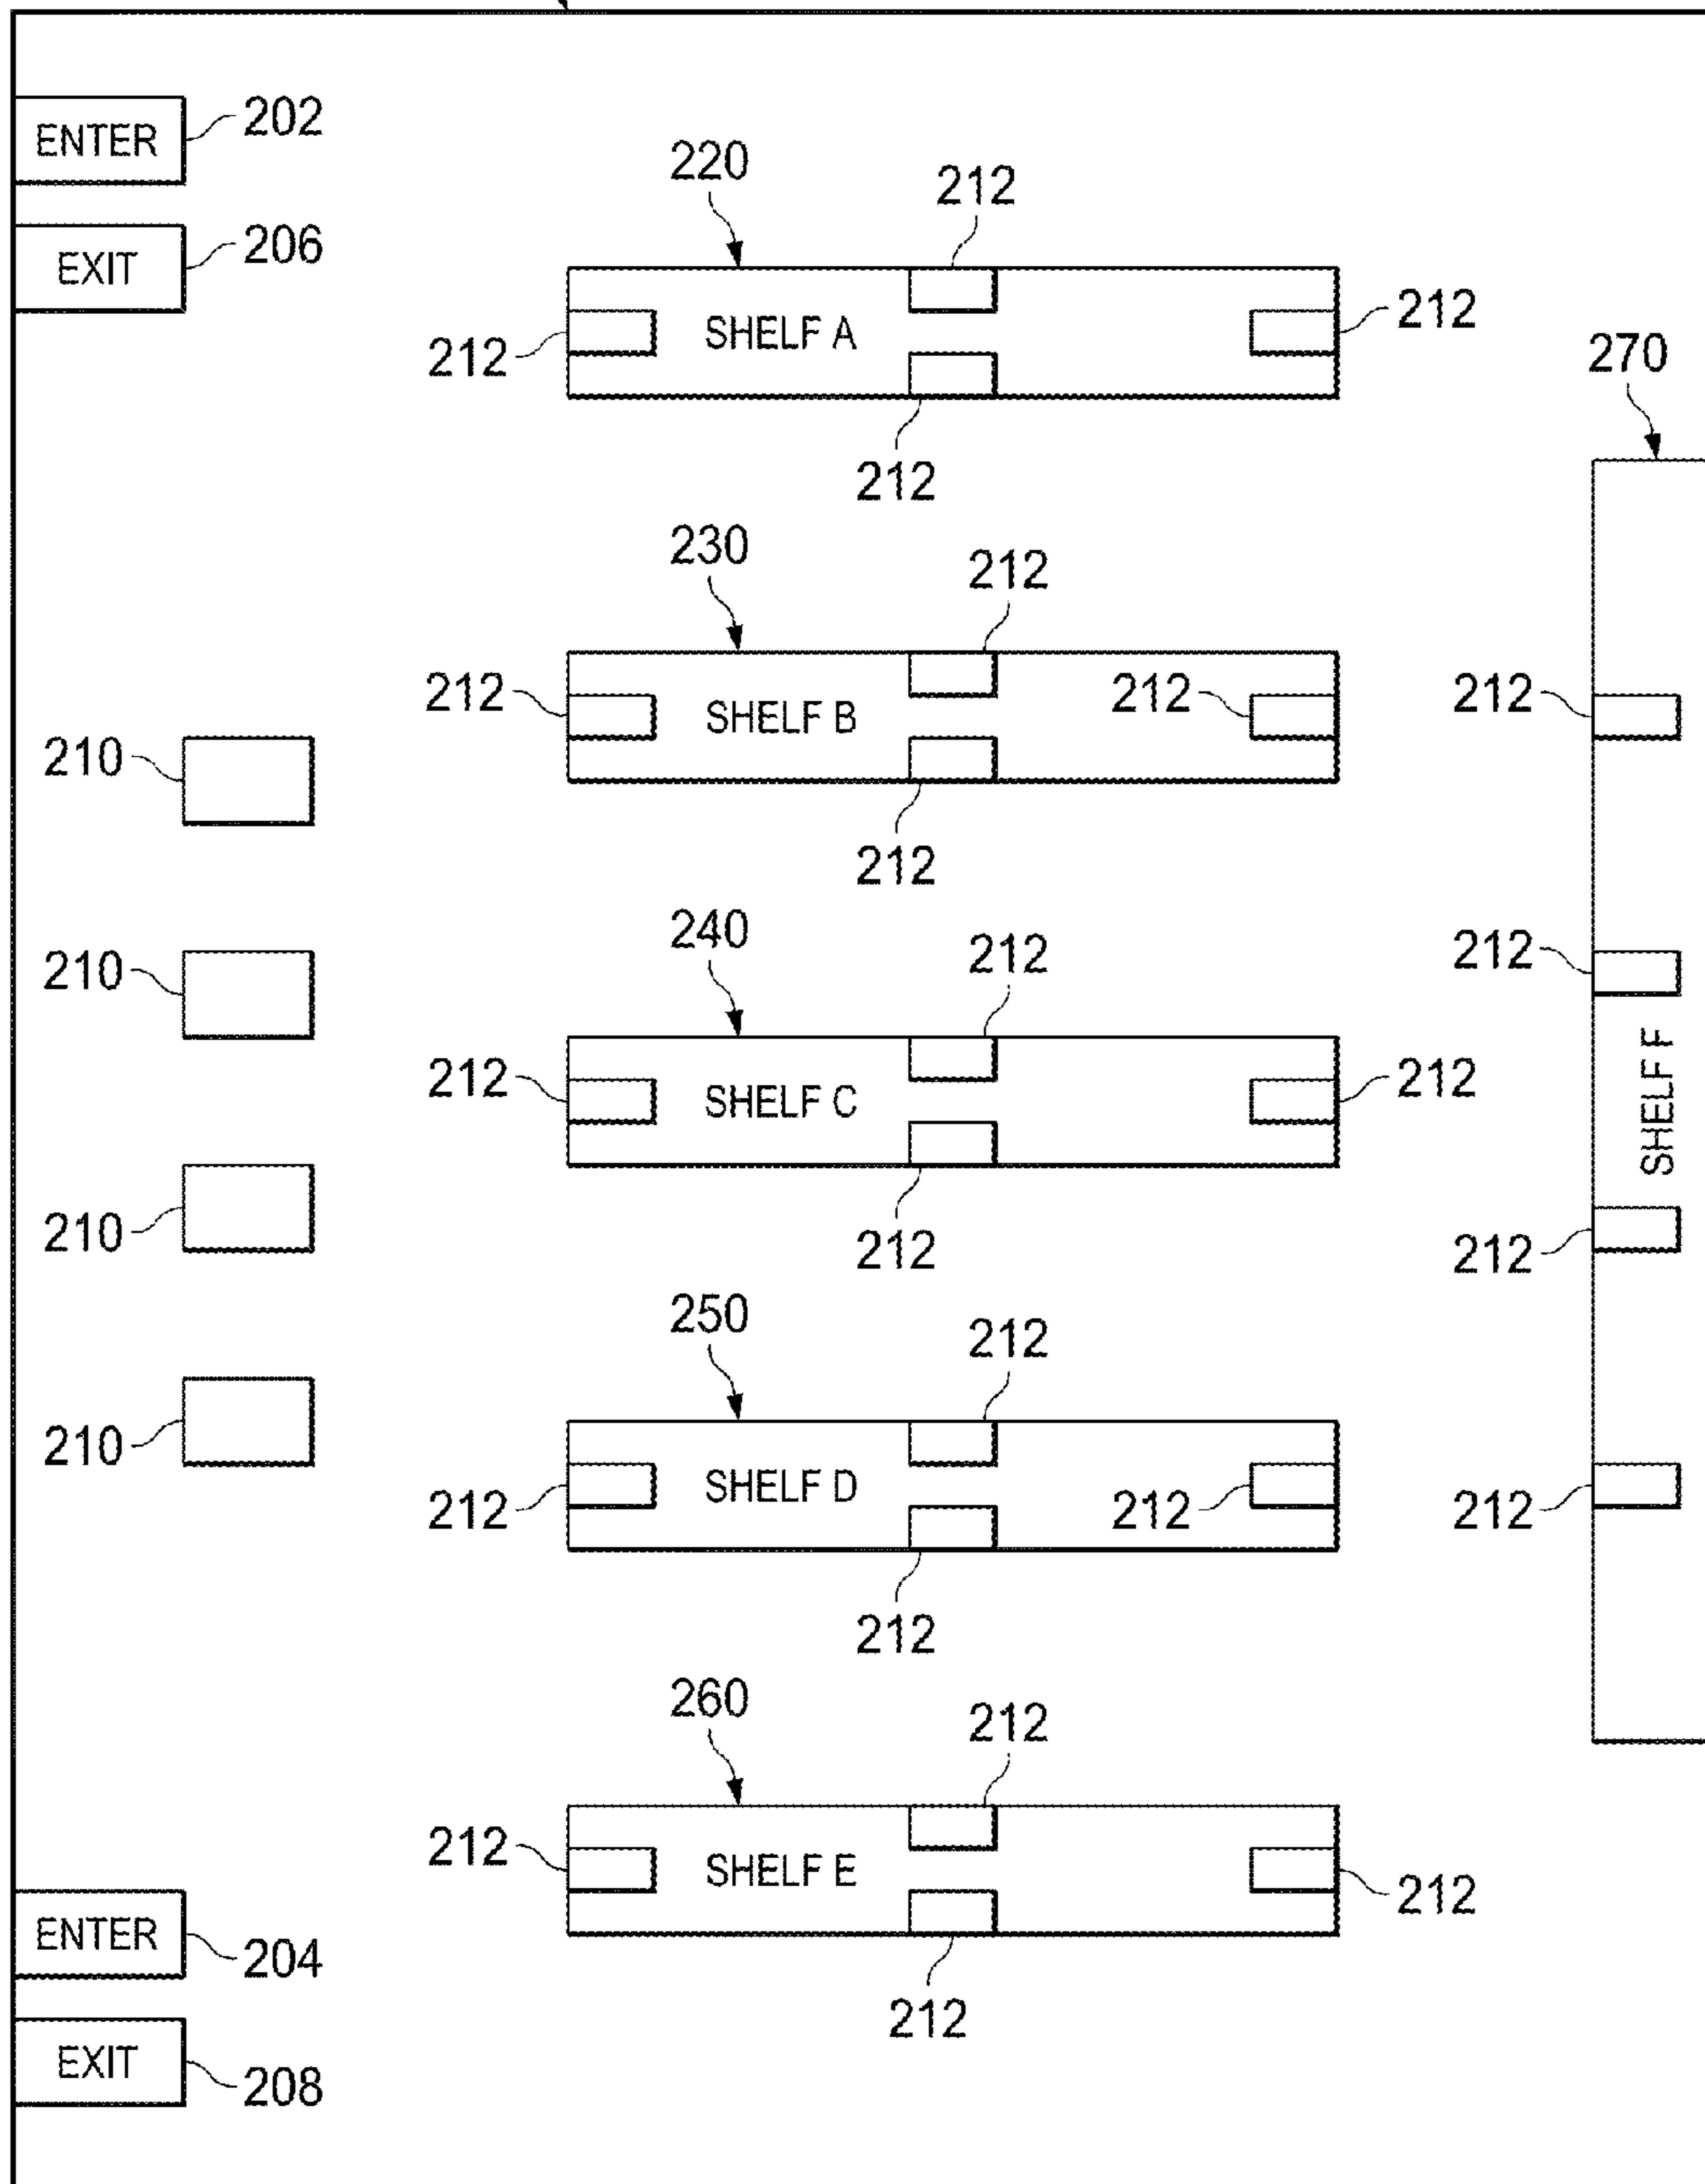 ENTER 202
220 212
EXIT 206
212 SHELF A 212
270
212
230 212
212 SHELF B 212 212
210
212
240 212 212
210
212 SHELF C 212 SHELF F
210
212 212
250 212
210
212 SHELF D 212 212
212
260 212
212 SHELF E 212
ENTER 204
212
EXIT 208